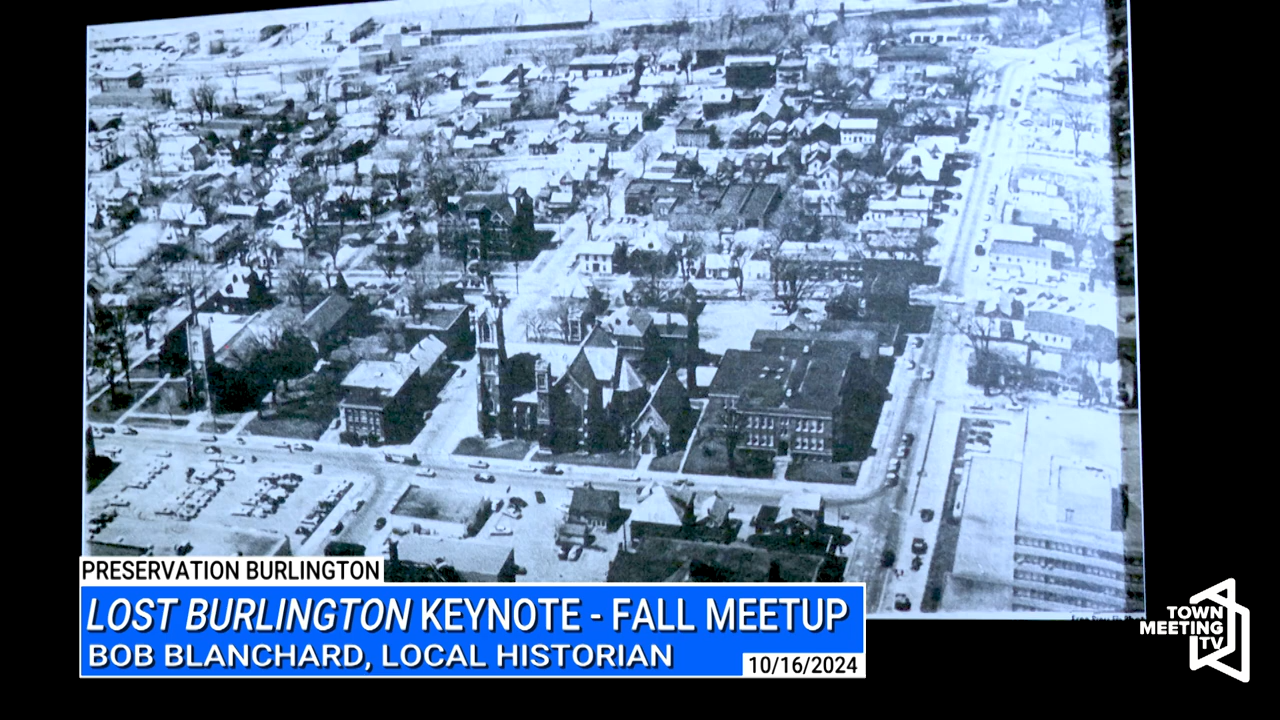 PRESERVATION BURLINGTON
LOST BURLINGTON KEYNOTE - FALL MEETUP
BOB BLANCHARD, LOCAL HISTORIAN
10/16/2024
TOWN
MEETING
TV